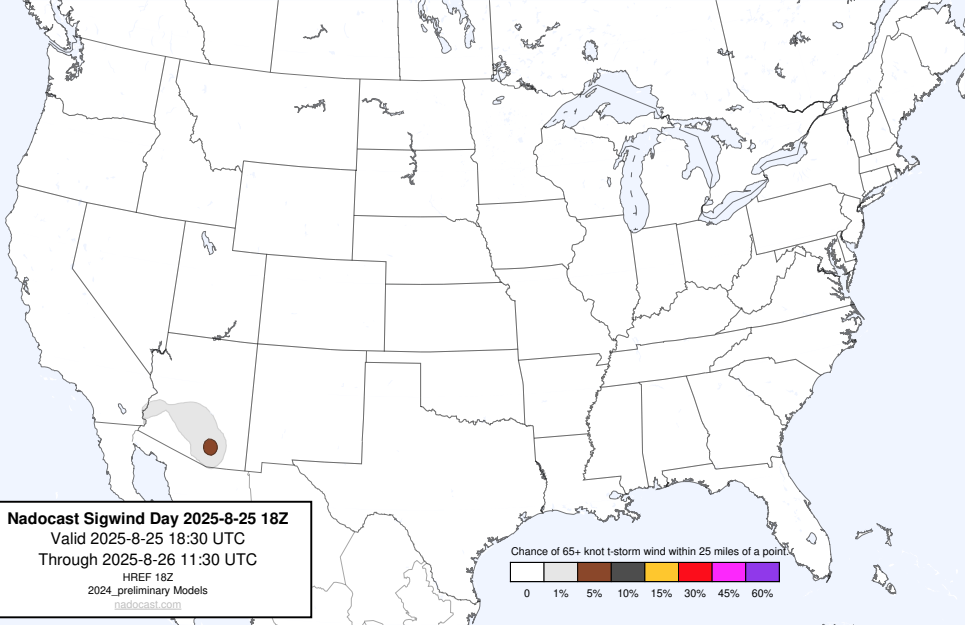 Nadocast Sigwind Day 2025-8-25 18Z
Valid 2025-8-25 18:30 UTC
Through 2025-8-26 11:30 UTC
HREF 18Z
2024_preliminary Models
nadocast.com
Chance of 65+ knot t-storm wind within 25 miles of a point.
0 1% 5% 10% 15% 30% 45% 60%